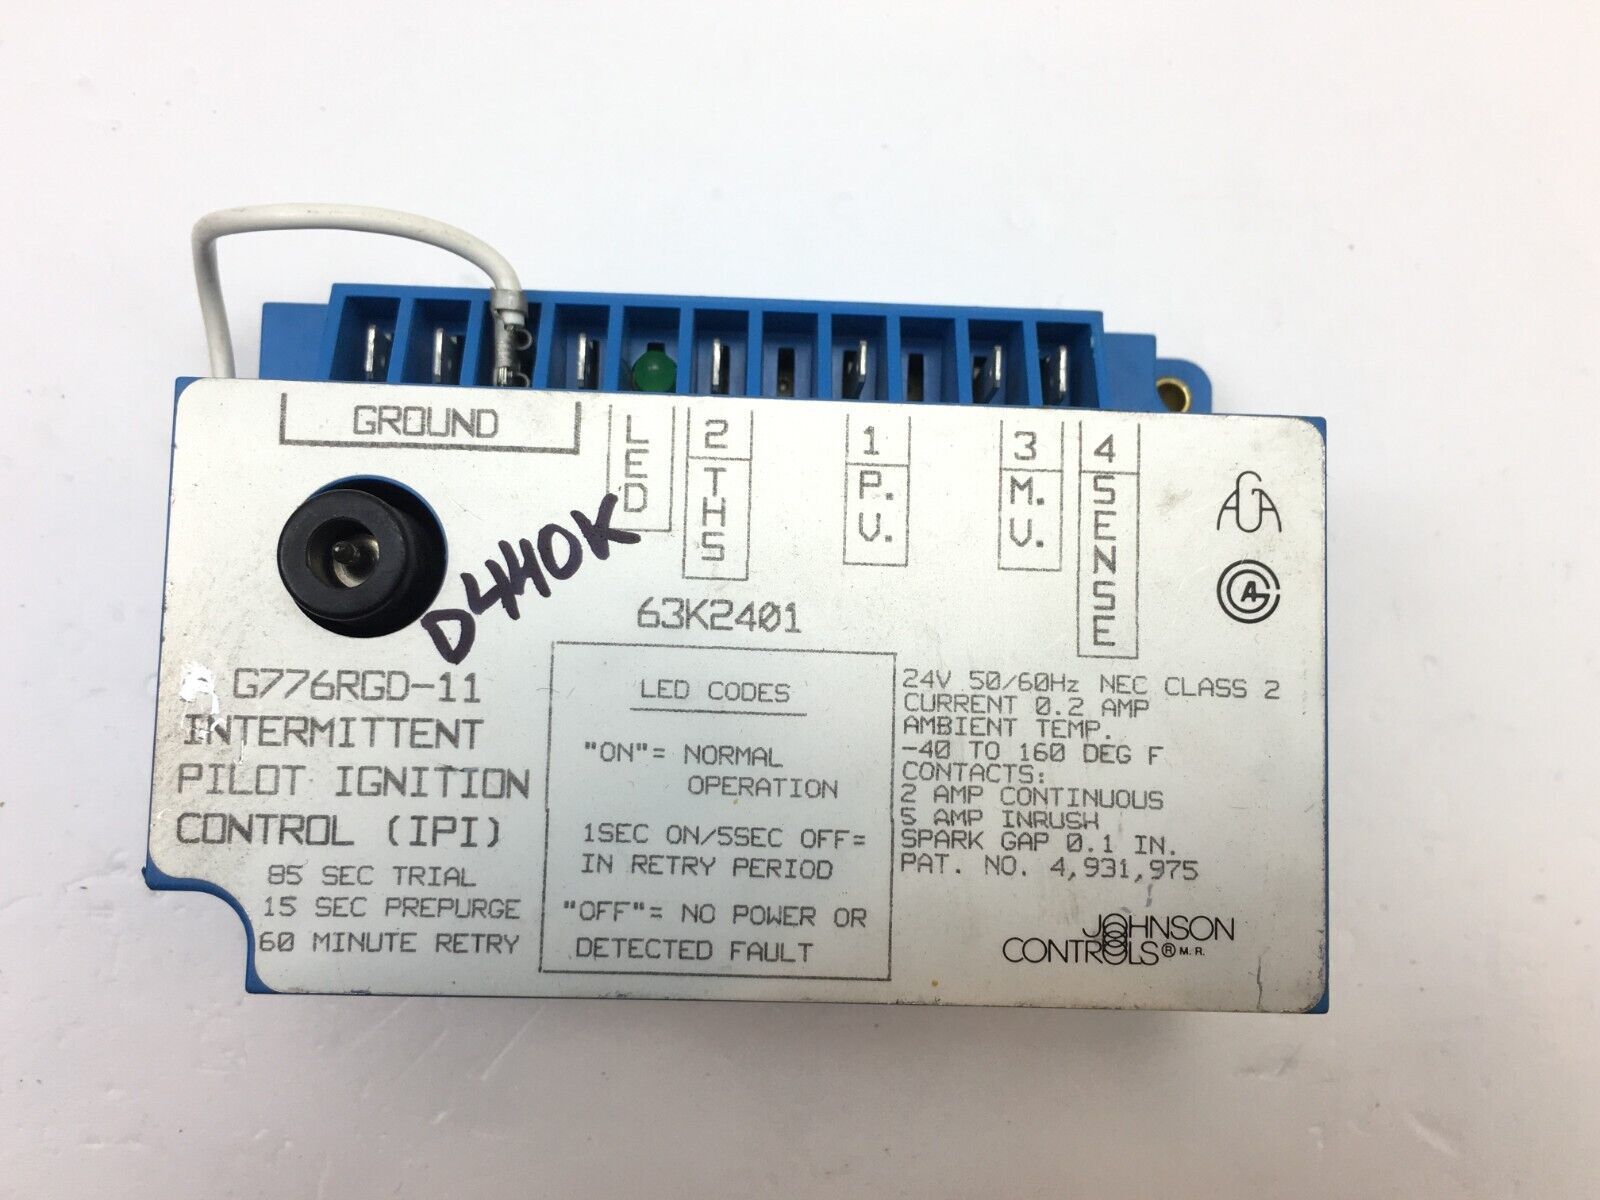 GROUND
LED
2
THS
1
P.V.
3
M.V.
4
SENSE
AGA
D440K
63K2401
G776RGD-11
INTERMITTENT
PILOT IGNITION
CONTROL (IPI)
85 SEC TRIAL
15 SEC PREPURGE
60 MINUTE RETRY
LED CODES
"ON"= NORMAL
OPERATION
1SEC ON/5SEC OFF=
IN RETRY PERIOD
"OFF"= NO POWER OR
DETECTED FAULT
24V 50/60Hz NEC CLASS 2
CURRENT 0.2 AMP
AMBIENT TEMP.
-40 TO 160 DEG F
CONTACTS:
2 AMP CONTINUOUS
5 AMP INRUSH
SPARK GAP 0.1 IN.
PAT. NO. 4,931,975
JOHNSON
CONTROLS® M.R.